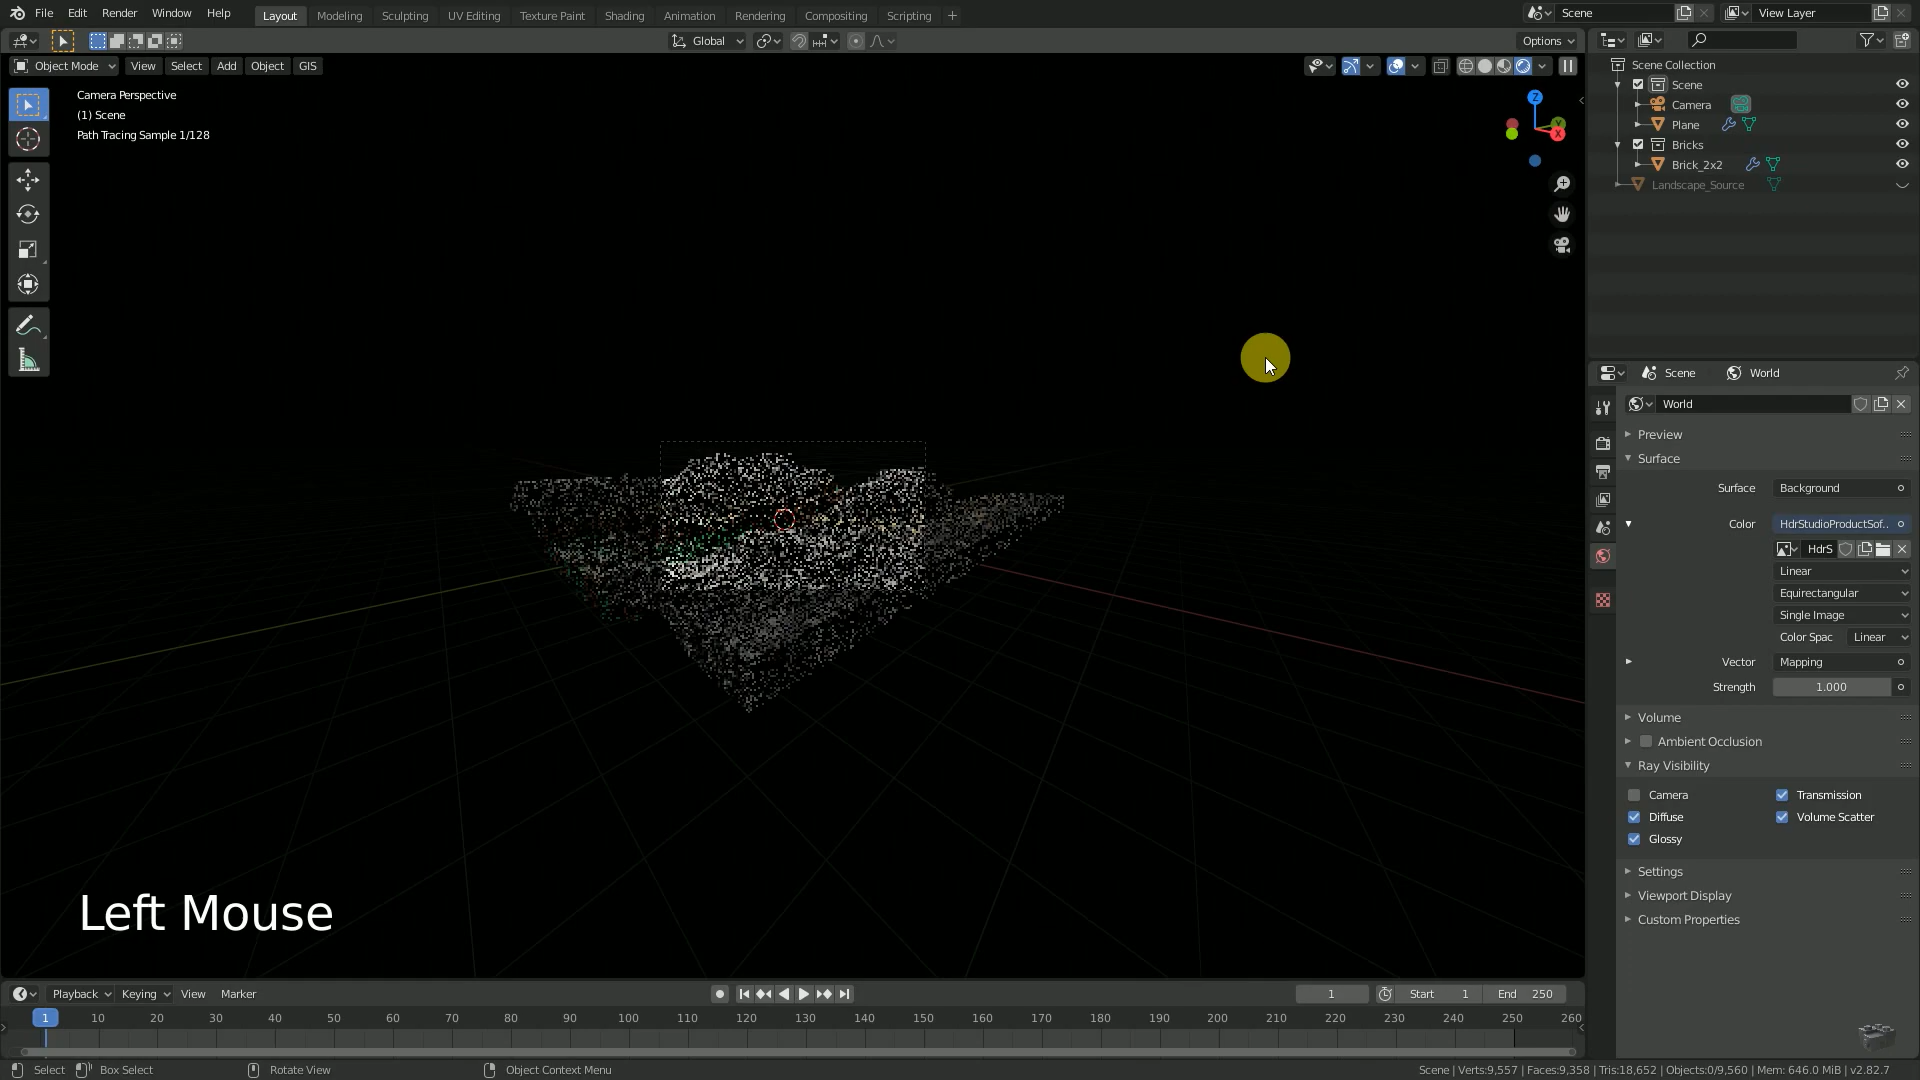 File Edit Render Window Help Layout Modeling Sculpting UV Editing Texture Paint Shading Animation Rendering Compositing Scripting + Scene View Layer
Global Options
Object Mode View Select Add Object GIS
Camera Perspective
(1) Scene
Path Tracing Sample 1/128
Z
Y
X
Scene Collection
Scene
Camera
Plane
Bricks
Brick_2x2
Landscape_Source
Scene World
World
Preview
Surface
Surface Background
Color HdrStudioProductSof..
HdrS
Linear
Equirectangular
Single Image
Color Spac Linear
Vector Mapping
Strength 1.000
Volume
Ambient Occlusion
Ray Visibility
Camera Transmission
Diffuse Volume Scatter
Glossy
Settings
Viewport Display
Custom Properties
Left Mouse
Playback Keying View Marker 1 Start 1 End 250
1 10 20 30 40 50 60 70 80 90 100 110 120 130 140 150 160 170 180 190 200 210 220 230 240 250 260
Select Box Select Rotate View Object Context Menu Scene | Verts:9,557 | Faces:9,358 | Tris:18,652 | Objects:0/9,560 | Mem: 646.0 MiB | v2.82.7